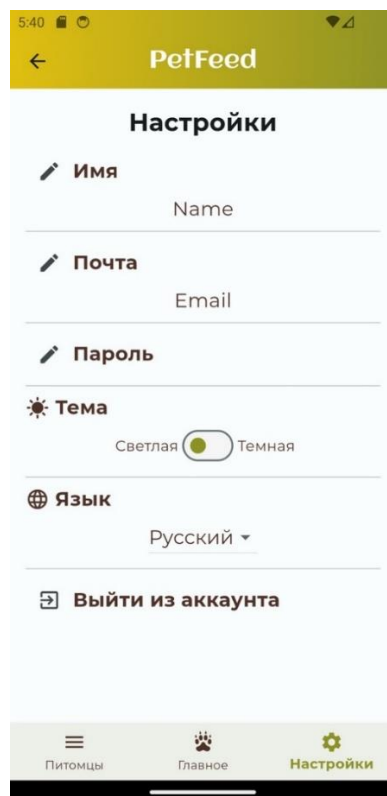 5:40
PetFeed
Настройки
Имя
Name
Почта
Email
Пароль
Тема
Светлая Темная
Язык
Русский
Выйти из аккаунта
Питомцы Главное Настройки